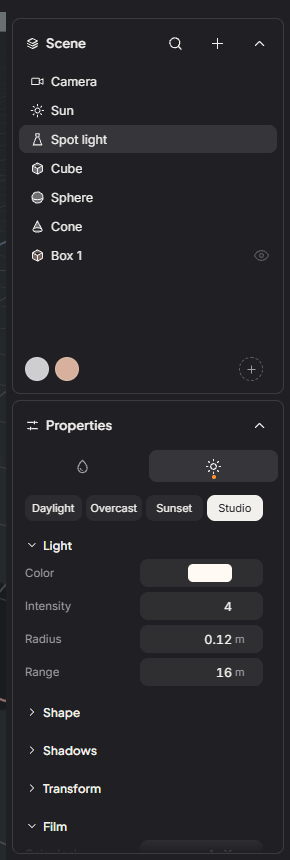 Scene
Camera
Sun
Spot light
Cube
Sphere
Cone
Box 1
Properties
Daylight Overcast Sunset Studio
Light
Color
Intensity 4
Radius 0.12 m
Range 16 m
Shape
Shadows
Transform
Film